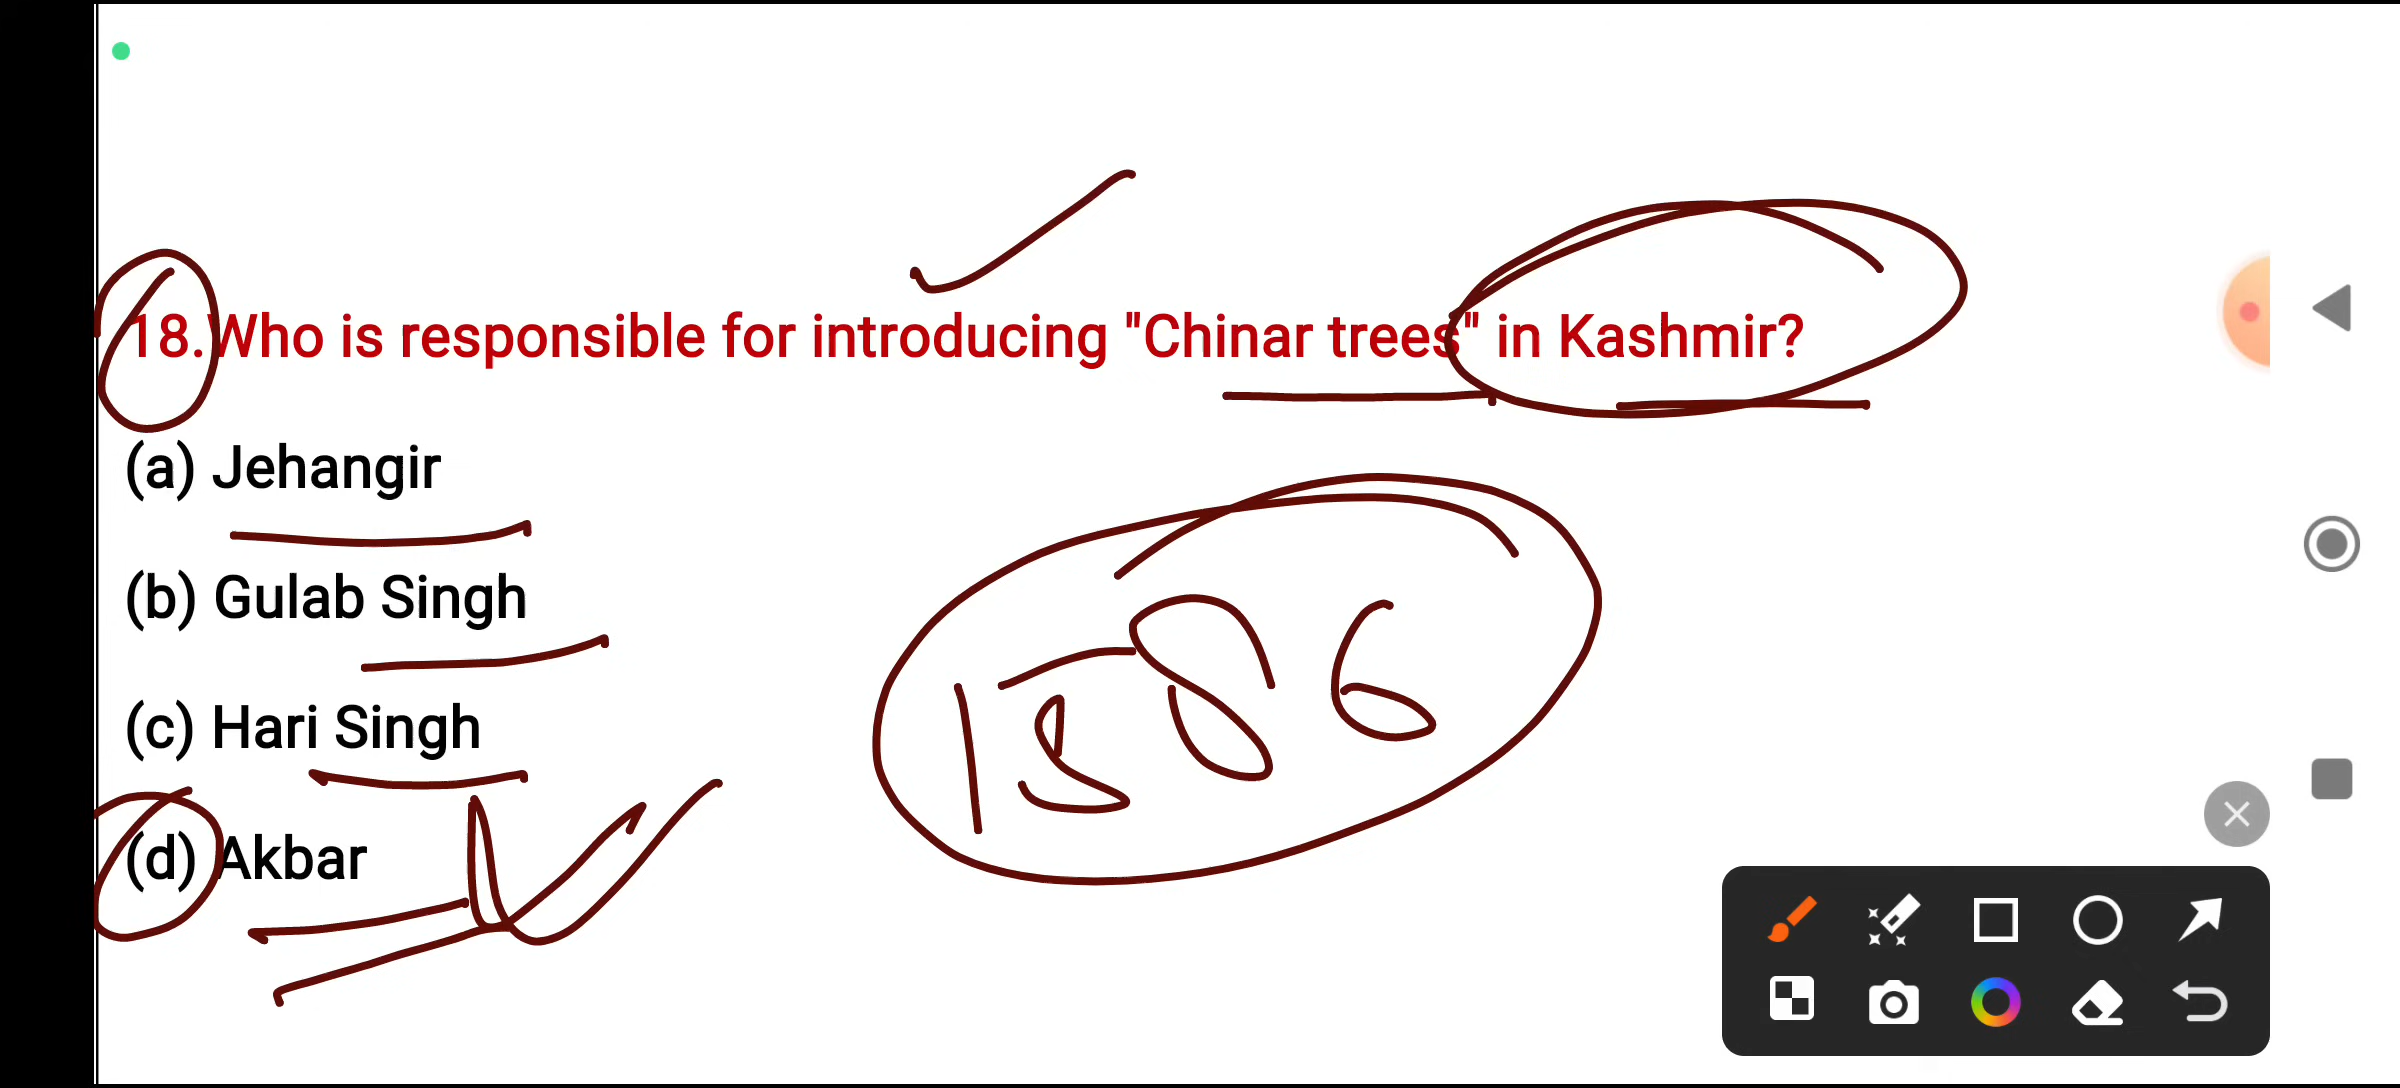 18.Who is responsible for introducing "Chinar trees" in Kashmir?
(a) Jehangir
(b) Gulab Singh
(c) Hari Singh
(d) Akbar
1586